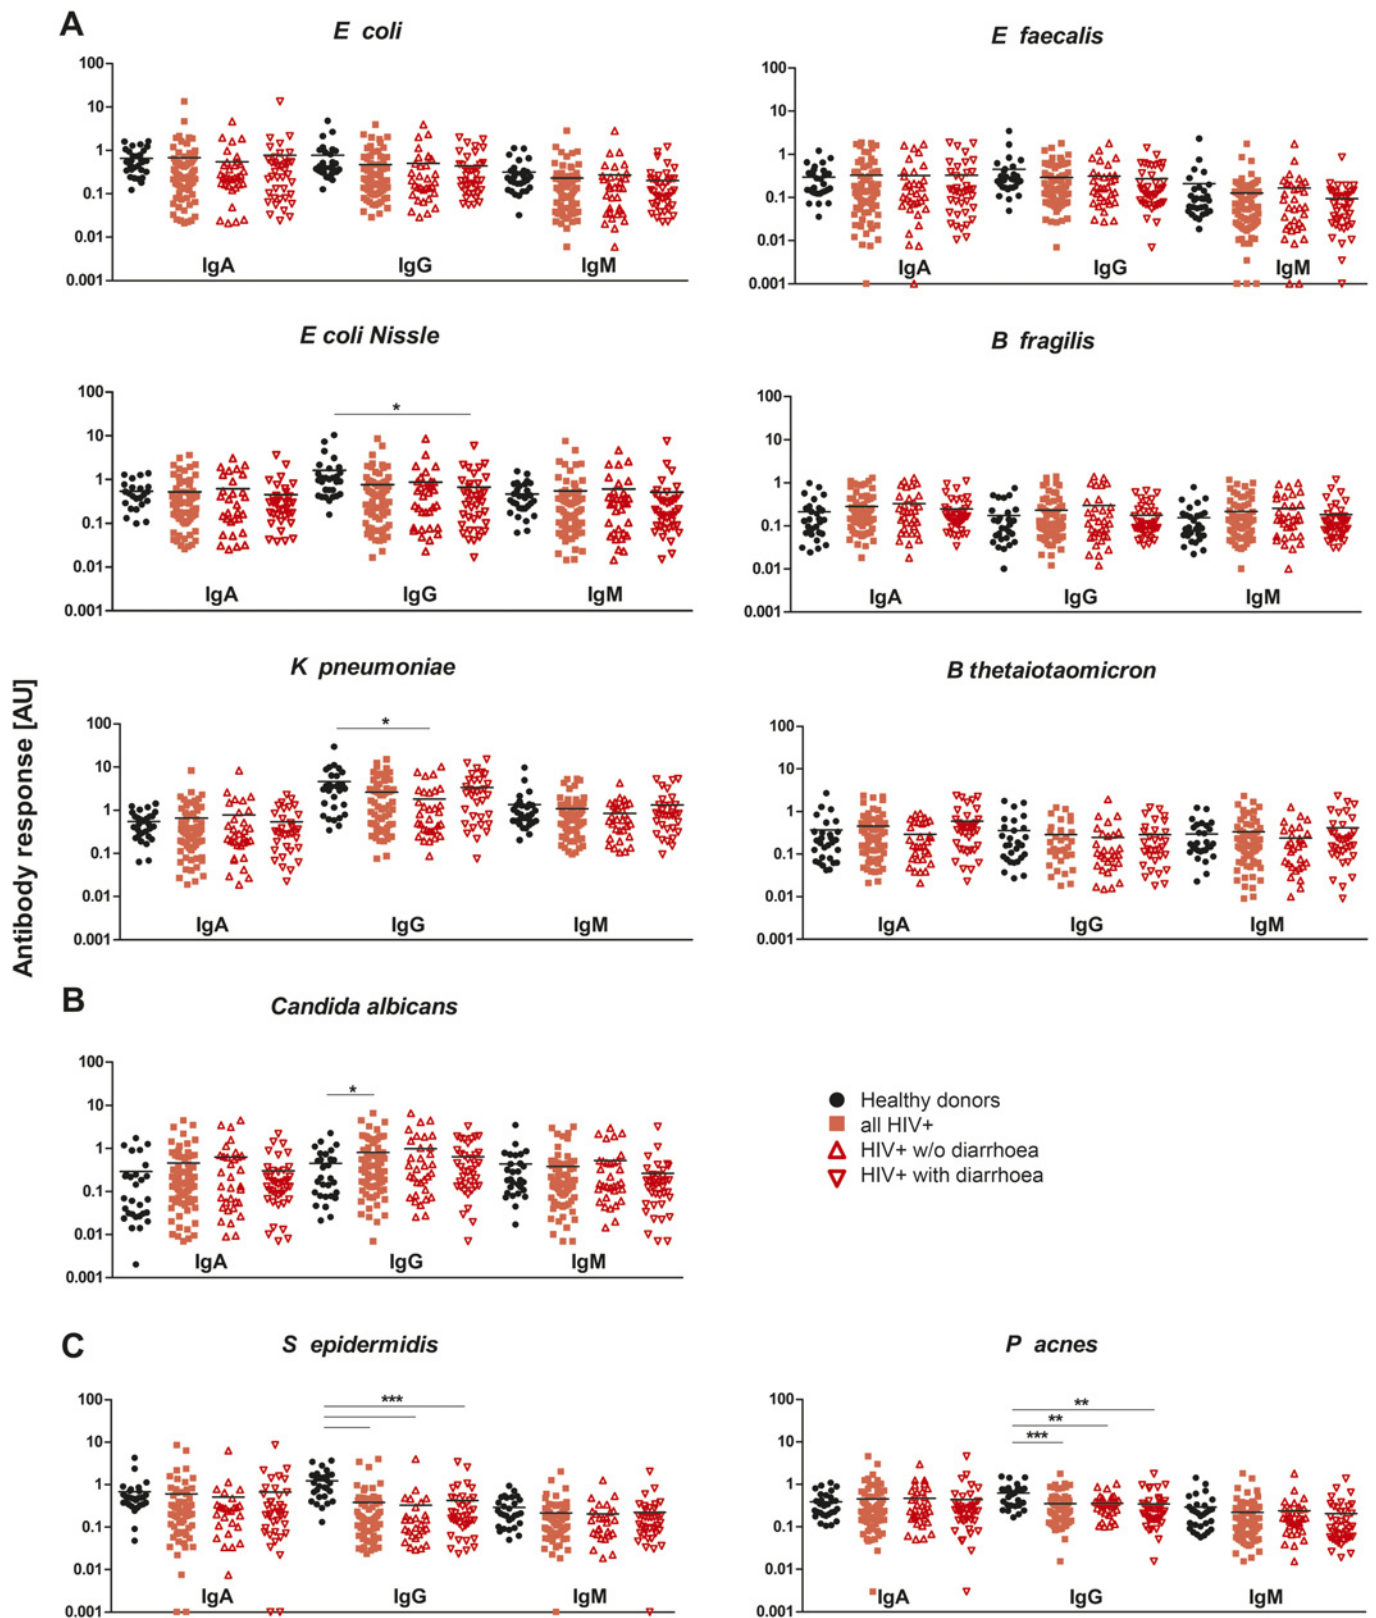 A
E coli
100
10
1
0.1
0.01
0.001
IgA IgG IgM
E faecalis
100
10
1
0.1
0.01
0.001
IgA IgG IgM
E coli Nissle
100
10
1
0.1
0.01
0.001
*
IgA IgG IgM
B fragilis
100
10
1
0.1
0.01
0.001
IgA IgG IgM
Antibody response [AU]
K pneumoniae
100
10
1
0.1
0.01
0.001
*
IgA IgG IgM
B thetaiotaomicron
100
10
1
0.1
0.01
0.001
IgA IgG IgM
B
Candida albicans
100
10
1
0.1
0.01
0.001
*
IgA IgG IgM
Healthy donors
all HIV+
HIV+ w/o diarrhoea
HIV+ with diarrhoea
C
S epidermidis
100
10
1
0.1
0.01
0.001
***
IgA IgG IgM
P acnes
100
10
1
0.1
0.01
0.001
**
**
***
IgA IgG IgM